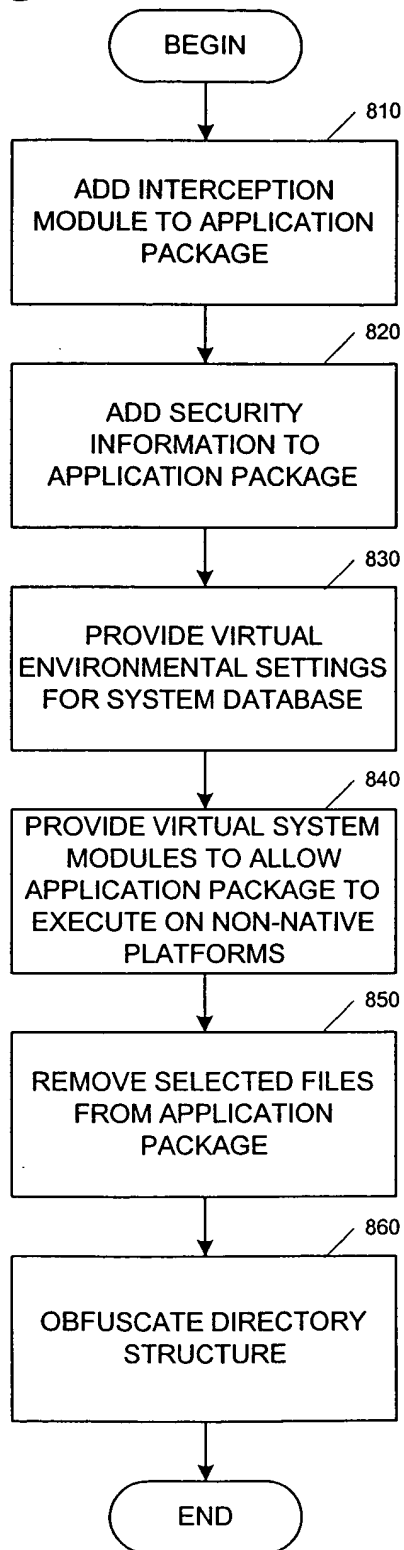 BEGIN
810
ADD INTERCEPTION
MODULE TO APPLICATION
PACKAGE
820
ADD SECURITY
INFORMATION TO
APPLICATION PACKAGE
830
PROVIDE VIRTUAL
ENVIRONMENTAL SETTINGS
FOR SYSTEM DATABASE
840
PROVIDE VIRTUAL SYSTEM
MODULES TO ALLOW
APPLICATION PACKAGE TO
EXECUTE ON NON-NATIVE
PLATFORMS
850
REMOVE SELECTED FILES
FROM APPLICATION
PACKAGE
860
OBFUSCATE DIRECTORY
STRUCTURE
END